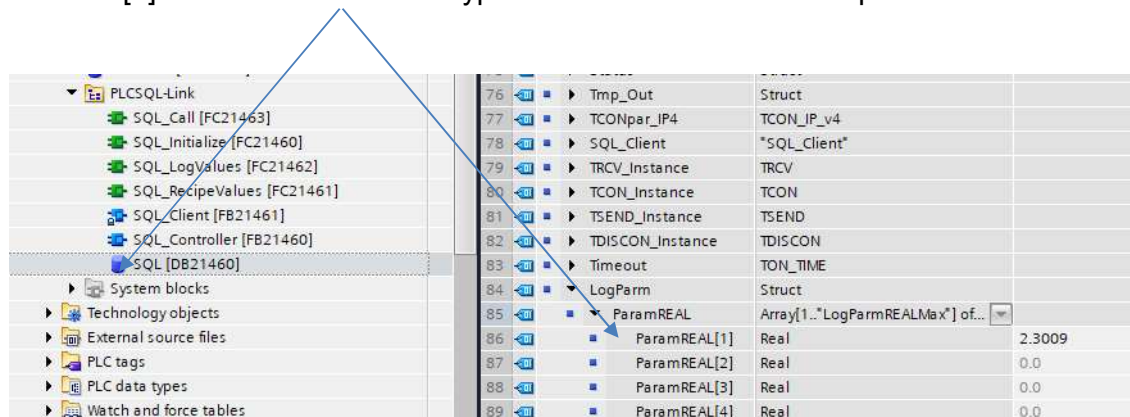 PLCSQL-Link
SQL_Call [FC21463]
SQL_Initialize [FC21460]
SQL_LogValues [FC21462]
SQL_RecipeValues [FC21461]
SQL_Client [FB21461]
SQL_Controller [FB21460]
SQL [DB21460]
System blocks
Technology objects
External source files
PLC tags
PLC data types
Watch and force tables
76 Tmp_Out Struct
77 TCONpar_IP4 TCON_IP_v4
78 SQL_Client "SQL_Client"
79 TRCV_Instance TRCV
80 TCON_Instance TCON
81 TSEND_Instance TSEND
82 TDISCON_Instance TDISCON
83 Timeout TON_TIME
84 LogParm Struct
85 ParamREAL Array[1.."LogParmREALMax"] of...
86 ParamREAL[1] Real 2.3009
87 ParamREAL[2] Real 0.0
88 ParamREAL[3] Real 0.0
89 ParamREAL[4] Real 0.0